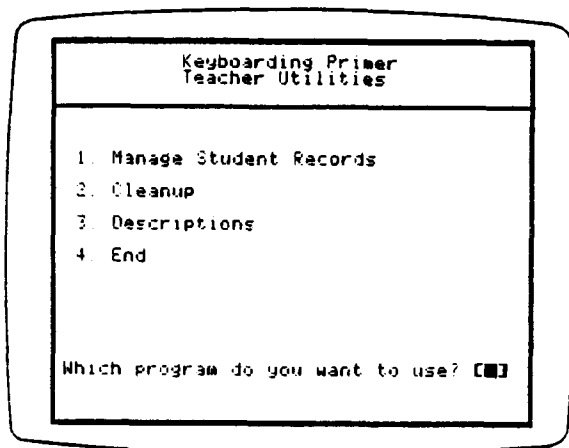 Keyboarding Primer
Teacher Utilities
1. Manage Student Records
2. Cleanup
3. Descriptions
4. End
Which program do you want to use? [■]